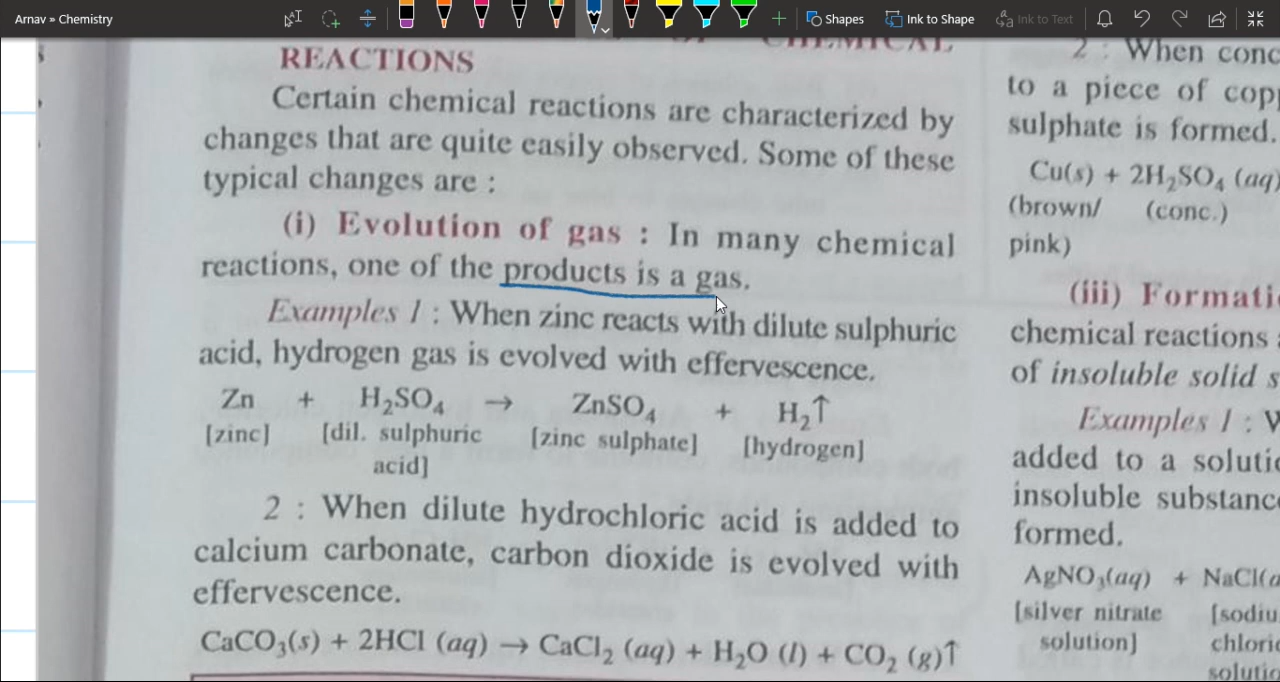 Arnav » Chemistry
Shapes
Ink to Shape
Ink to Text
REACTIONS
Certain chemical reactions are characterized by
changes that are quite easily observed. Some of these
typical changes are :
(i) Evolution of gas : In many chemical
reactions, one of the products is a gas.
Examples 1 : When zinc reacts with dilute sulphuric
acid, hydrogen gas is evolved with effervescence.
Zn + H₂SO₄ → ZnSO₄ + H₂↑
[zinc] [dil. sulphuric [zinc sulphate] [hydrogen]
acid]
2 : When dilute hydrochloric acid is added to
calcium carbonate, carbon dioxide is evolved with
effervescence.
CaCO₃(s) + 2HCl (aq) → CaCl₂ (aq) + H₂O (l) + CO₂ (g)↑
2 : When conc
to a piece of cop
sulphate is formed.
Cu(s) + 2H₂SO₄ (aq)
(brown/ (conc.)
pink)
(iii) Formati
chemical reactions
of insoluble solid s
Examples 1 :
added to a soluti
insoluble substanc
formed.
AgNO₃(aq) + NaCl(a
[silver nitrate [sodiu
solution] chlori
soluti